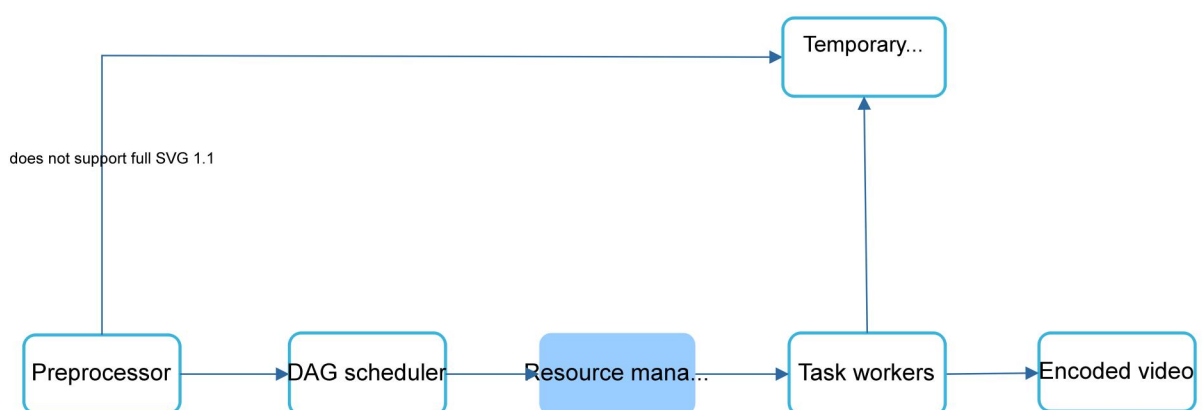 Temporary...
does not support full SVG 1.1
Preprocessor
DAG scheduler
Resource mana...
Task workers
Encoded video